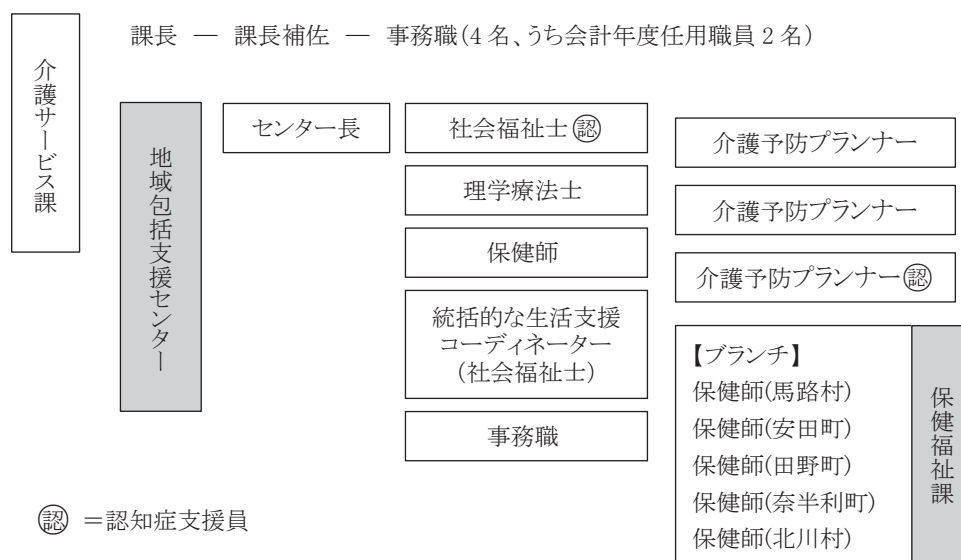 介護サービス課
課長 ― 課長補佐 ― 事務職(4名、うち会計年度任用職員2名)
地域包括支援センター
センター長
社会福祉士㊩
理学療法士
保健師
統括的な生活支援
コーディネーター
(社会福祉士)
事務職
介護予防プランナー
介護予防プランナー
介護予防プランナー認
【ブランチ】
保健師(馬路村)
保健師(安田町)
保健師(田野町)
保健師(奈半利町)
保健師(北川村)
保健福祉課
認 =認知症支援員